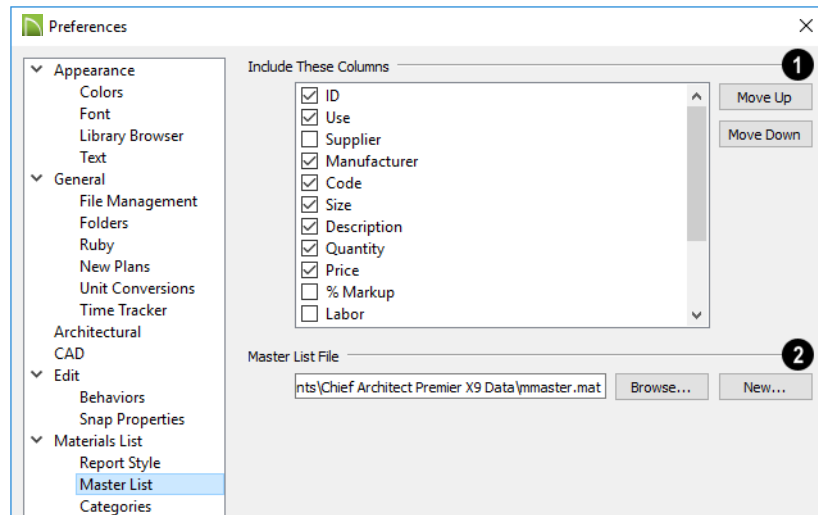 Preferences
Appearance
Colors
Font
Library Browser
Text
General
File Management
Folders
Ruby
New Plans
Unit Conversions
Time Tracker
Architectural
CAD
Edit
Behaviors
Snap Properties
Materials List
Report Style
Master List
Categories
Include These Columns
1
ID
Use
Supplier
Manufacturer
Code
Size
Description
Quantity
Price
% Markup
Labor
Move Up
Move Down
Master List File
2
nts\Chief Architect Premier X9 Data\mmaster.mat
Browse...
New...